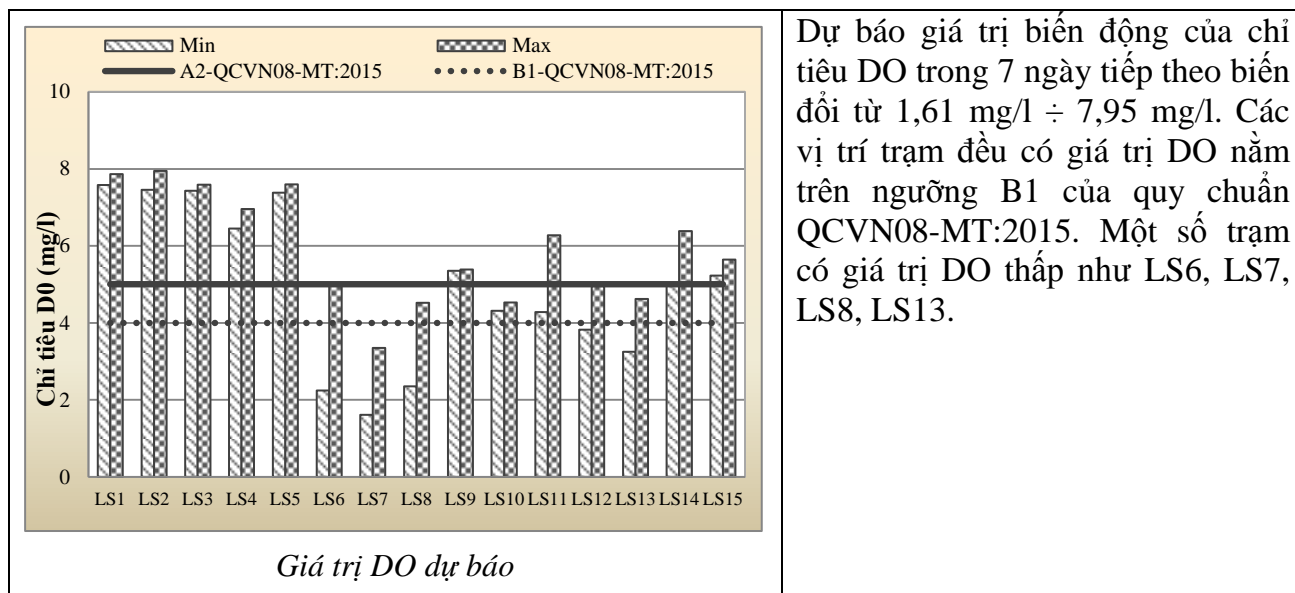 Min Max
A2-QCVN08-MT:2015 B1-QCVN08-MT:2015
10
8
6
4
2
0
Chỉ tiêu D0 (mg/l)
LS1 LS2 LS3 LS4 LS5 LS6 LS7 LS8 LS9 LS10 LS11 LS12 LS13 LS14 LS15
Giá trị DO dự báo
Dự báo giá trị biến động của chỉ
tiêu DO trong 7 ngày tiếp theo biến
đổi từ 1,61 mg/l ÷ 7,95 mg/l. Các
vị trí trạm đều có giá trị DO nằm
trên ngưỡng B1 của quy chuẩn
QCVN08-MT:2015. Một số trạm
có giá trị DO thấp như LS6, LS7,
LS8, LS13.